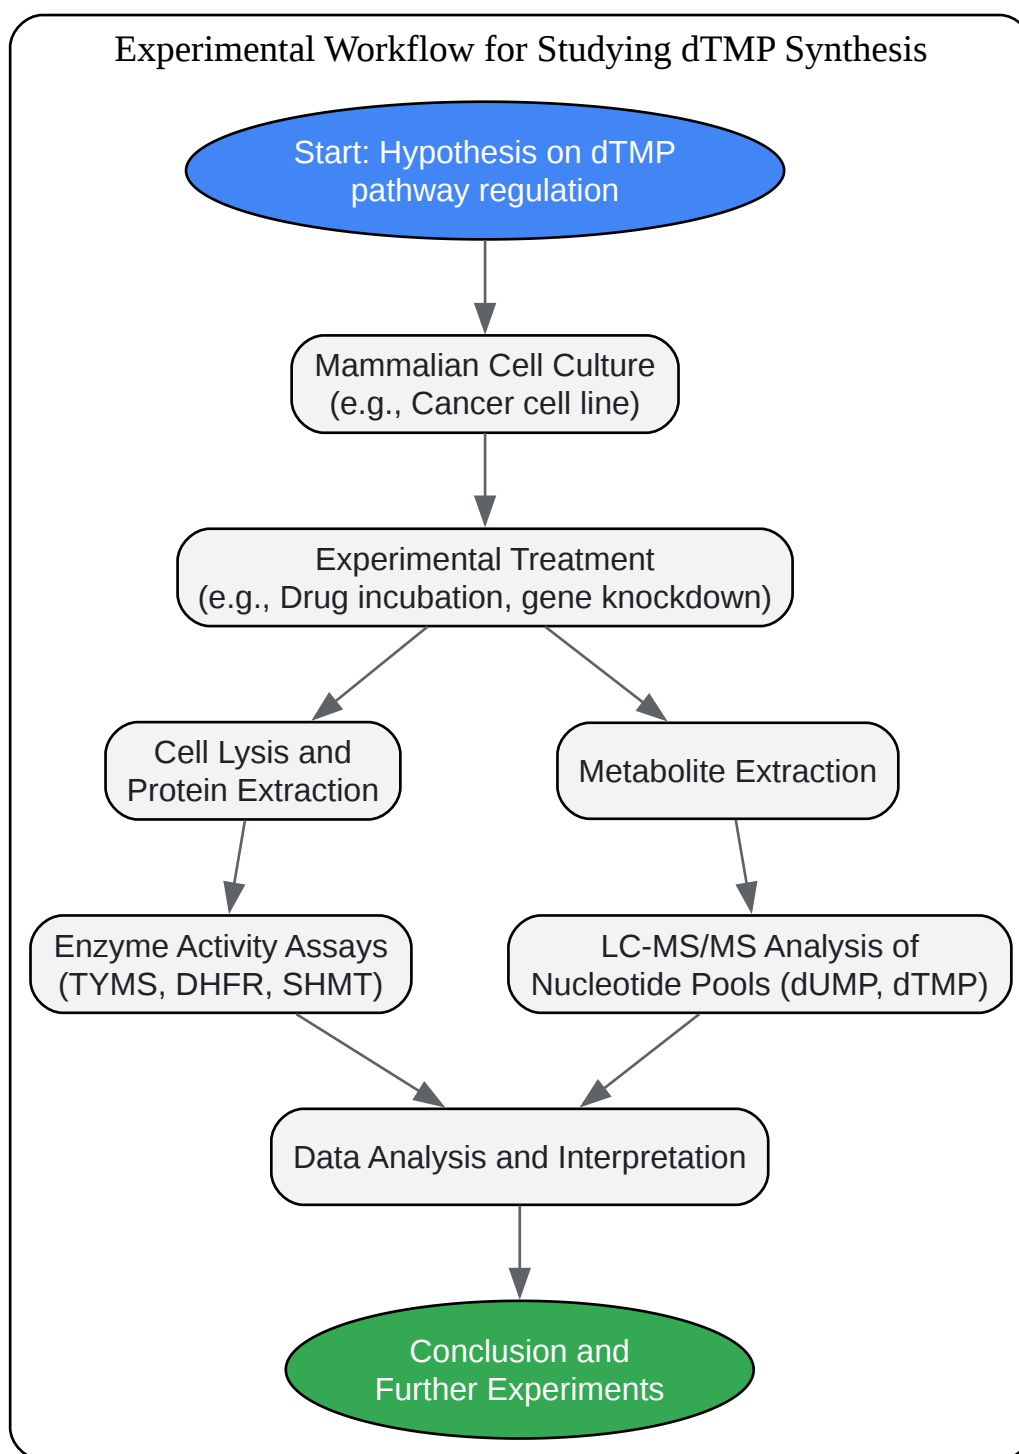 Experimental Workflow for Studying dTMP Synthesis
Start: Hypothesis on dTMP
pathway regulation
Mammalian Cell Culture
(e.g., Cancer cell line)
Experimental Treatment
(e.g., Drug incubation, gene knockdown)
Cell Lysis and
Protein Extraction
Metabolite Extraction
Enzyme Activity Assays
(TYMS, DHFR, SHMT)
LC-MS/MS Analysis of
Nucleotide Pools (dUMP, dTMP)
Data Analysis and Interpretation
Conclusion and
Further Experiments